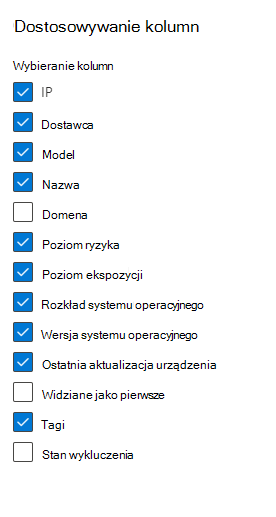 Dostosowywanie kolumn
Wybieranie kolumn
IP
Dostawca
Model
Nazwa
Domena
Poziom ryzyka
Poziom ekspozycji
Rozkład systemu operacyjnego
Wersja systemu operacyjnego
Ostatnia aktualizacja urządzenia
Widziane jako pierwsze
Tagi
Stan wykluczenia